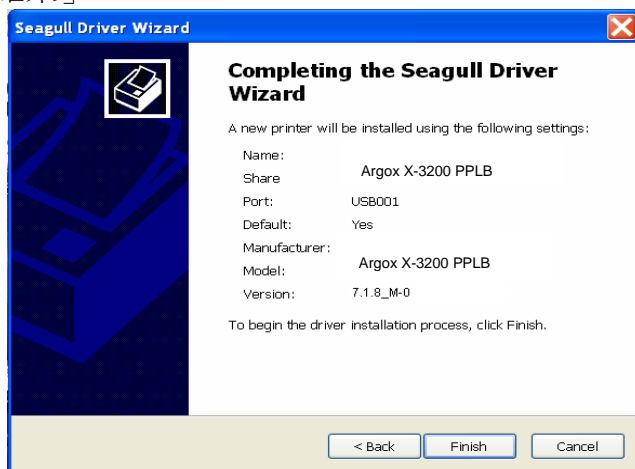 Seagull Driver Wizard
Completing the Seagull Driver
Wizard
A new printer will be installed using the following settings:
Name:
Share
Argox X-3200 PPLB
Port: USB001
Default: Yes
Manufacturer:
Model:
Argox X-3200 PPLB
Version: 7.1.8_M-0
To begin the driver installation process, click Finish.
< Back Finish Cancel